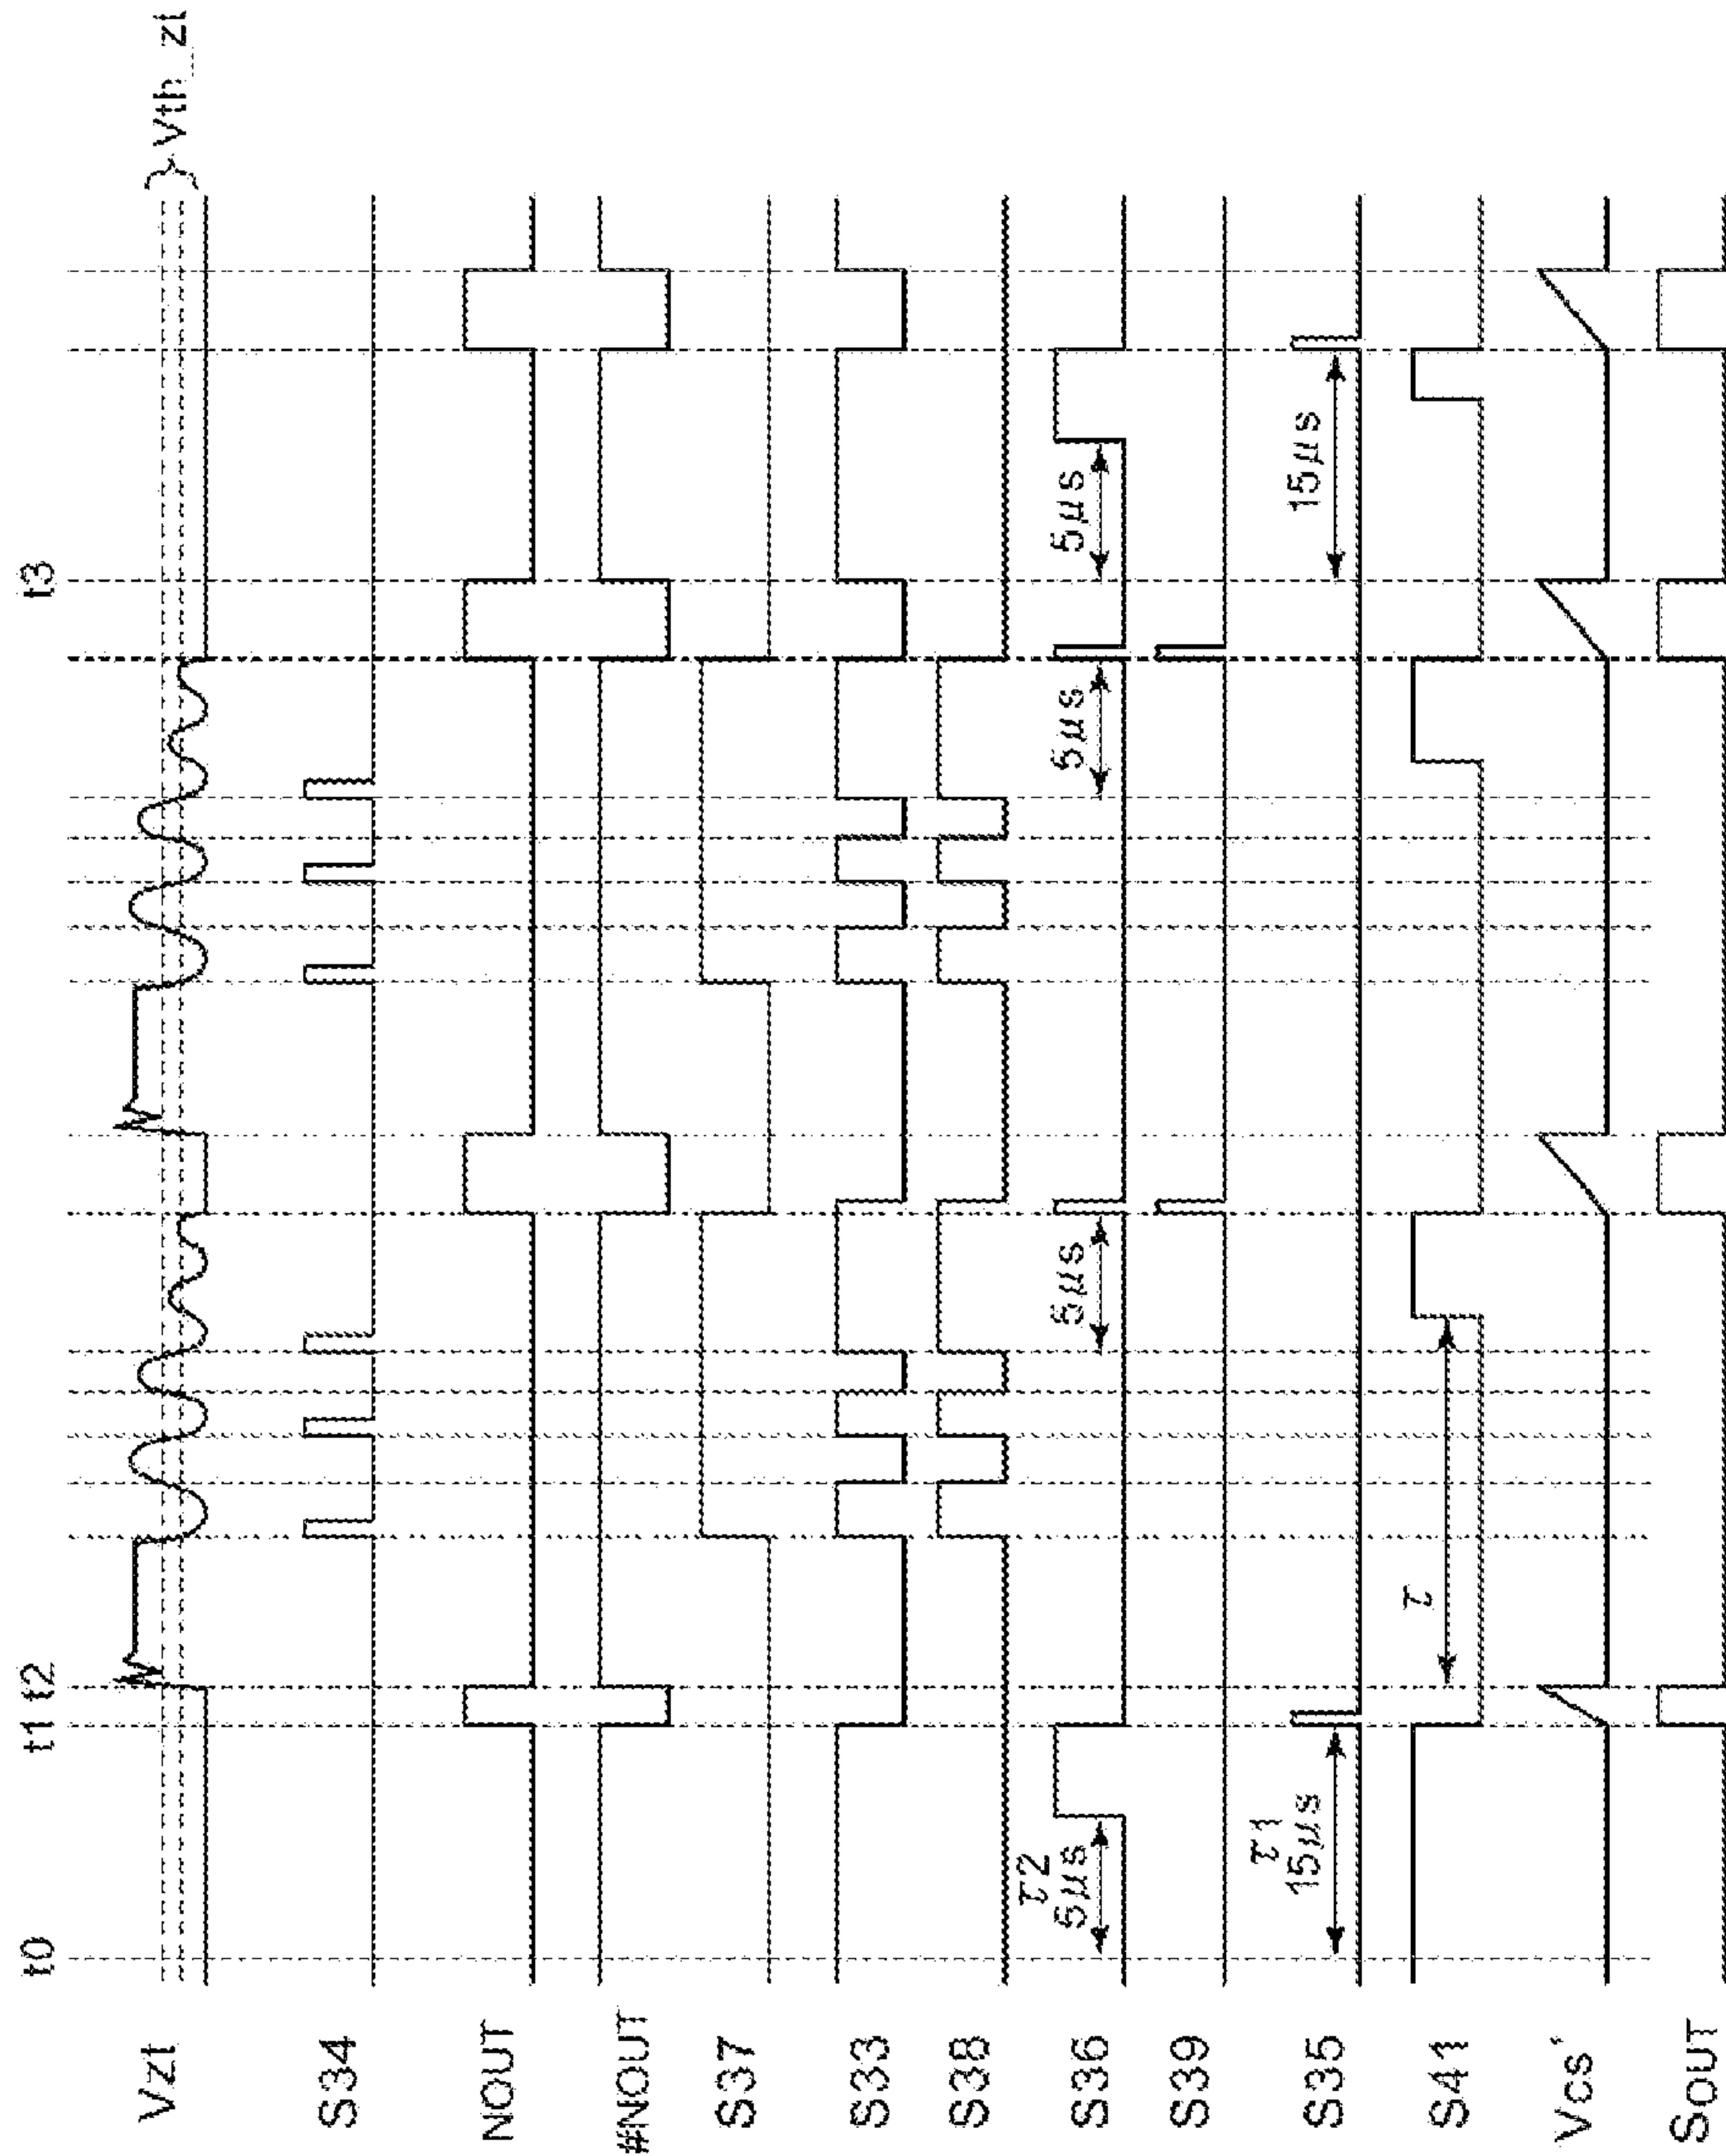 t0
t1 t2
t3
Vzt
Vth_zt
S34
NOUT
#NOUT
S37
S33
S38
S36
τ2
5μs
5μs
5μs
5μs
S39
S35
τ1
15μs
15μs
S41
τ
Vcs'
SOUT